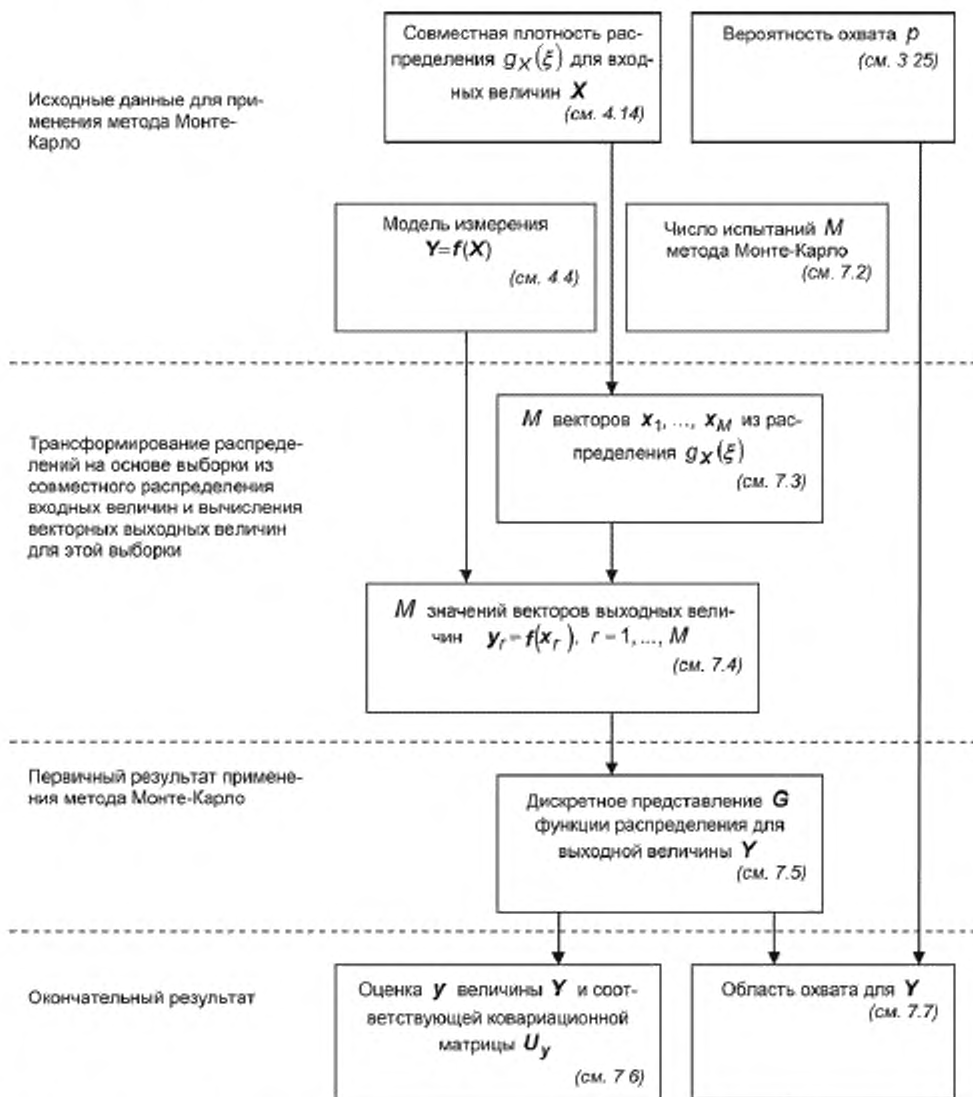 Исходные данные для при-
менения метода Монте-
Карло
Совместная плотность рас-
пределения gX(ξ) для вход-
ных величин X
(см. 4.14)
Вероятность охвата p
(см. 3 25)
Модель измерения
Y=f(X)
(см. 4 4)
Число испытаний M
метода Монте-Карло
(см. 7.2)
Трансформирование распреде-
лений на основе выборки из
совместного распределения
входных величин и вычисления
векторных выходных величин
для этой выборки
M векторов x1, ..., xM из рас-
пределения gX(ξ)
(см. 7.3)
M значений векторов выходных вели-
чин yr = f(xr), r = 1, ..., M
(см. 7.4)
Первичный результат примене-
ния метода Монте-Карло
Дискретное представление G
функции распределения для
выходной величины Y
(см. 7.5)
Окончательный результат
Оценка y величины Y и соот-
ветствующей ковариационной
матрицы Uy
(см. 7 6)
Область охвата для Y
(см. 7.7)